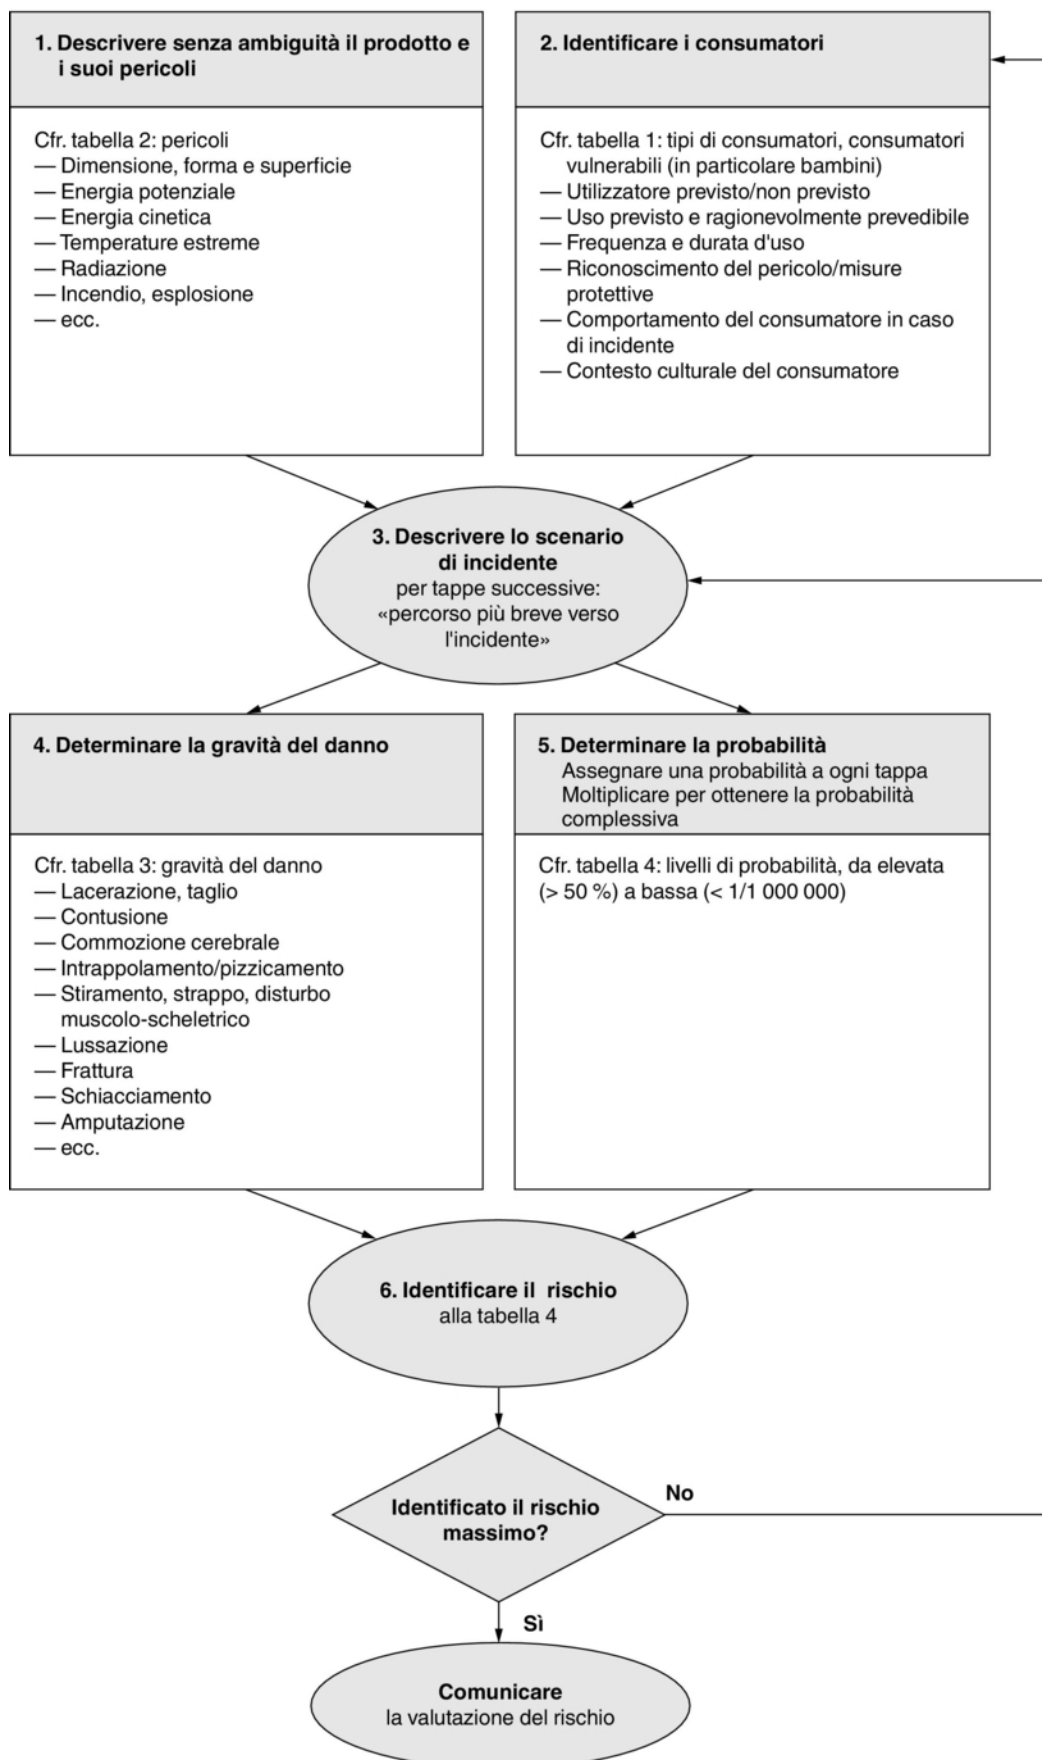 1. Descrivere senza ambiguità il prodotto e
i suoi pericoli
Cfr. tabella 2: pericoli
— Dimensione, forma e superficie
— Energia potenziale
— Energia cinetica
— Temperature estreme
— Radiazione
— Incendio, esplosione
— ecc.
2. Identificare i consumatori
Cfr. tabella 1: tipi di consumatori, consumatori
vulnerabili (in particolare bambini)
— Utilizzatore previsto/non previsto
— Uso previsto e ragionevolmente prevedibile
— Frequenza e durata d'uso
— Riconoscimento del pericolo/misure
protettive
— Comportamento del consumatore in caso
di incidente
— Contesto culturale del consumatore
3. Descrivere lo scenario
di incidente
per tappe successive:
«percorso più breve verso
l'incidente»
4. Determinare la gravità del danno
Cfr. tabella 3: gravità del danno
— Lacerazione, taglio
— Contusione
— Commozione cerebrale
— Intrappolamento/pizzicamento
— Stiramento, strappo, disturbo
muscolo-scheletrico
— Lussazione
— Frattura
— Schiacciamento
— Amputazione
— ecc.
5. Determinare la probabilità
Assegnare una probabilità a ogni tappa
Moltiplicare per ottenere la probabilità
complessiva
Cfr. tabella 4: livelli di probabilità, da elevata
(> 50 %) a bassa (< 1/1 000 000)
6. Identificare il rischio
alla tabella 4
Identificato il rischio
massimo?
No
Sì
Comunicare
la valutazione del rischio